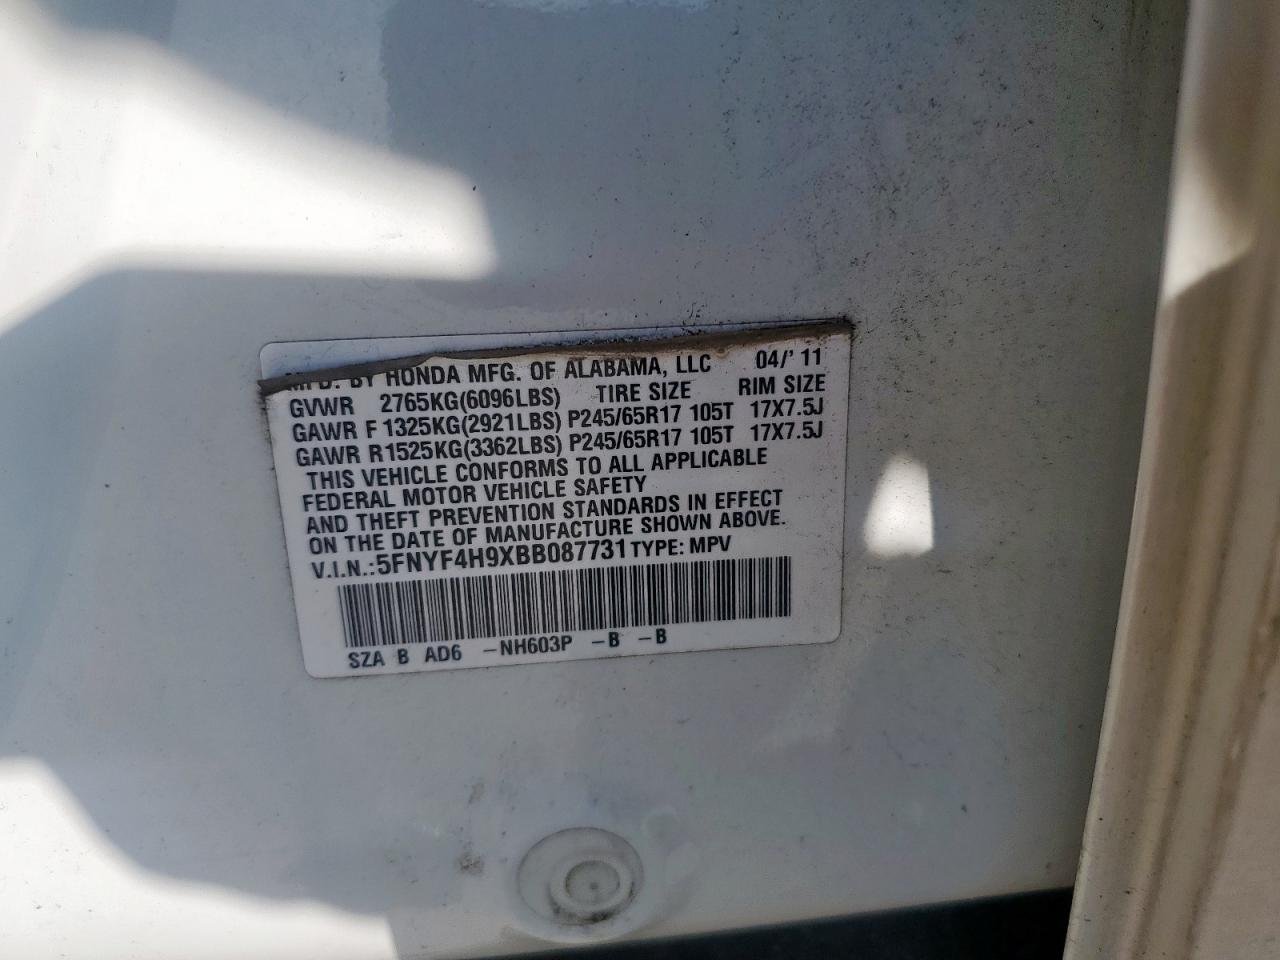 MFD. BY HONDA MFG. OF ALABAMA, LLC 04/'11
GVWR 2765KG(6096LBS) TIRE SIZE RIM SIZE
GAWR F 1325KG(2921LBS) P245/65R17 105T 17X7.5J
GAWR R1525KG(3362LBS) P245/65R17 105T 17X7.5J
THIS VEHICLE CONFORMS TO ALL APPLICABLE
FEDERAL MOTOR VEHICLE SAFETY
AND THEFT PREVENTION STANDARDS IN EFFECT
ON THE DATE OF MANUFACTURE SHOWN ABOVE.
V.I.N.:5FNYF4H9XBB087731 TYPE: MPV
SZA B AD6 -NH603P -B -B